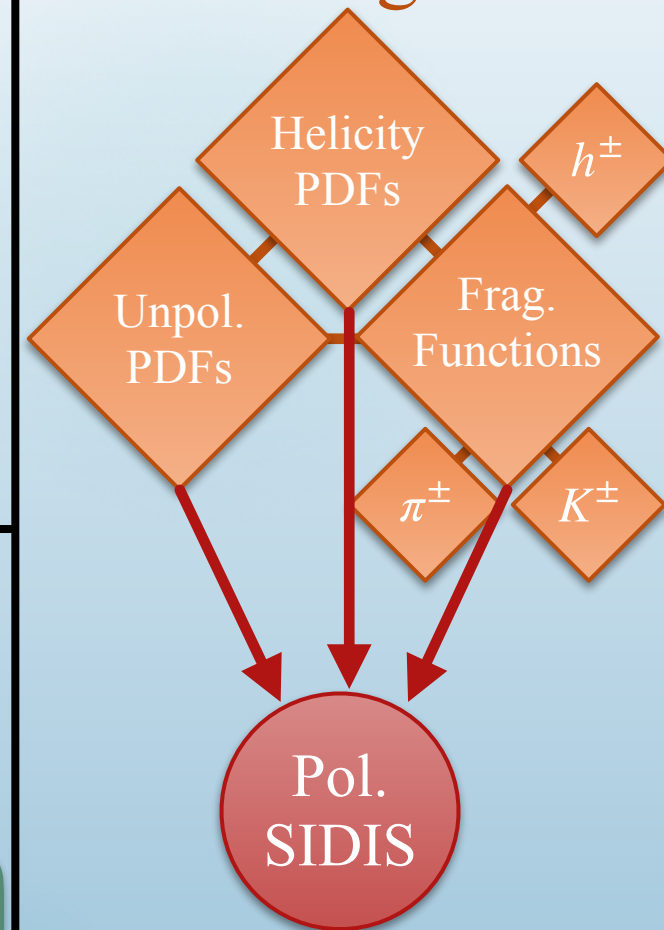 Helicity
PDFs
h±
Unpol.
PDFs
Frag.
Functions
π±
K±
Pol.
SIDIS